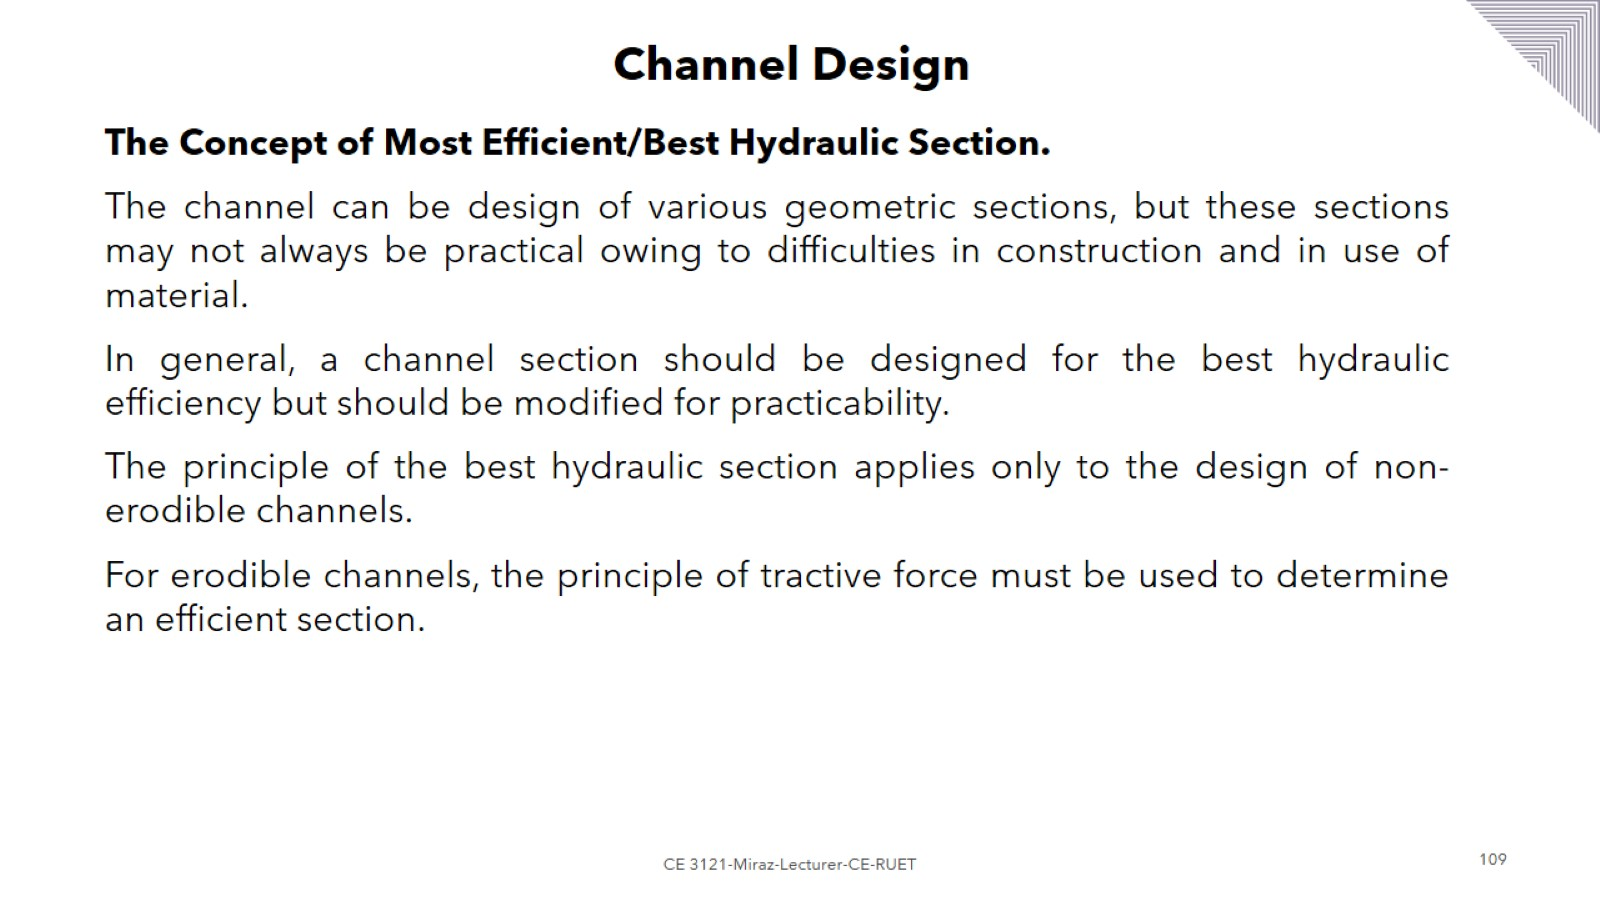 Channel Design
The Concept of Most Efficient/Best Hydraulic Section.
The channel can be design of various geometric sections, but these sections
may not always be practical owing to difficulties in construction and in use of
material.
In general, a channel section should be designed for the best hydraulic
efficiency but should be modified for practicability.
The principle of the best hydraulic section applies only to the design of non-
erodible channels.
For erodible channels, the principle of tractive force must be used to determine
an efficient section.
CE 3121-Miraz-Lecturer-CE-RUET
109